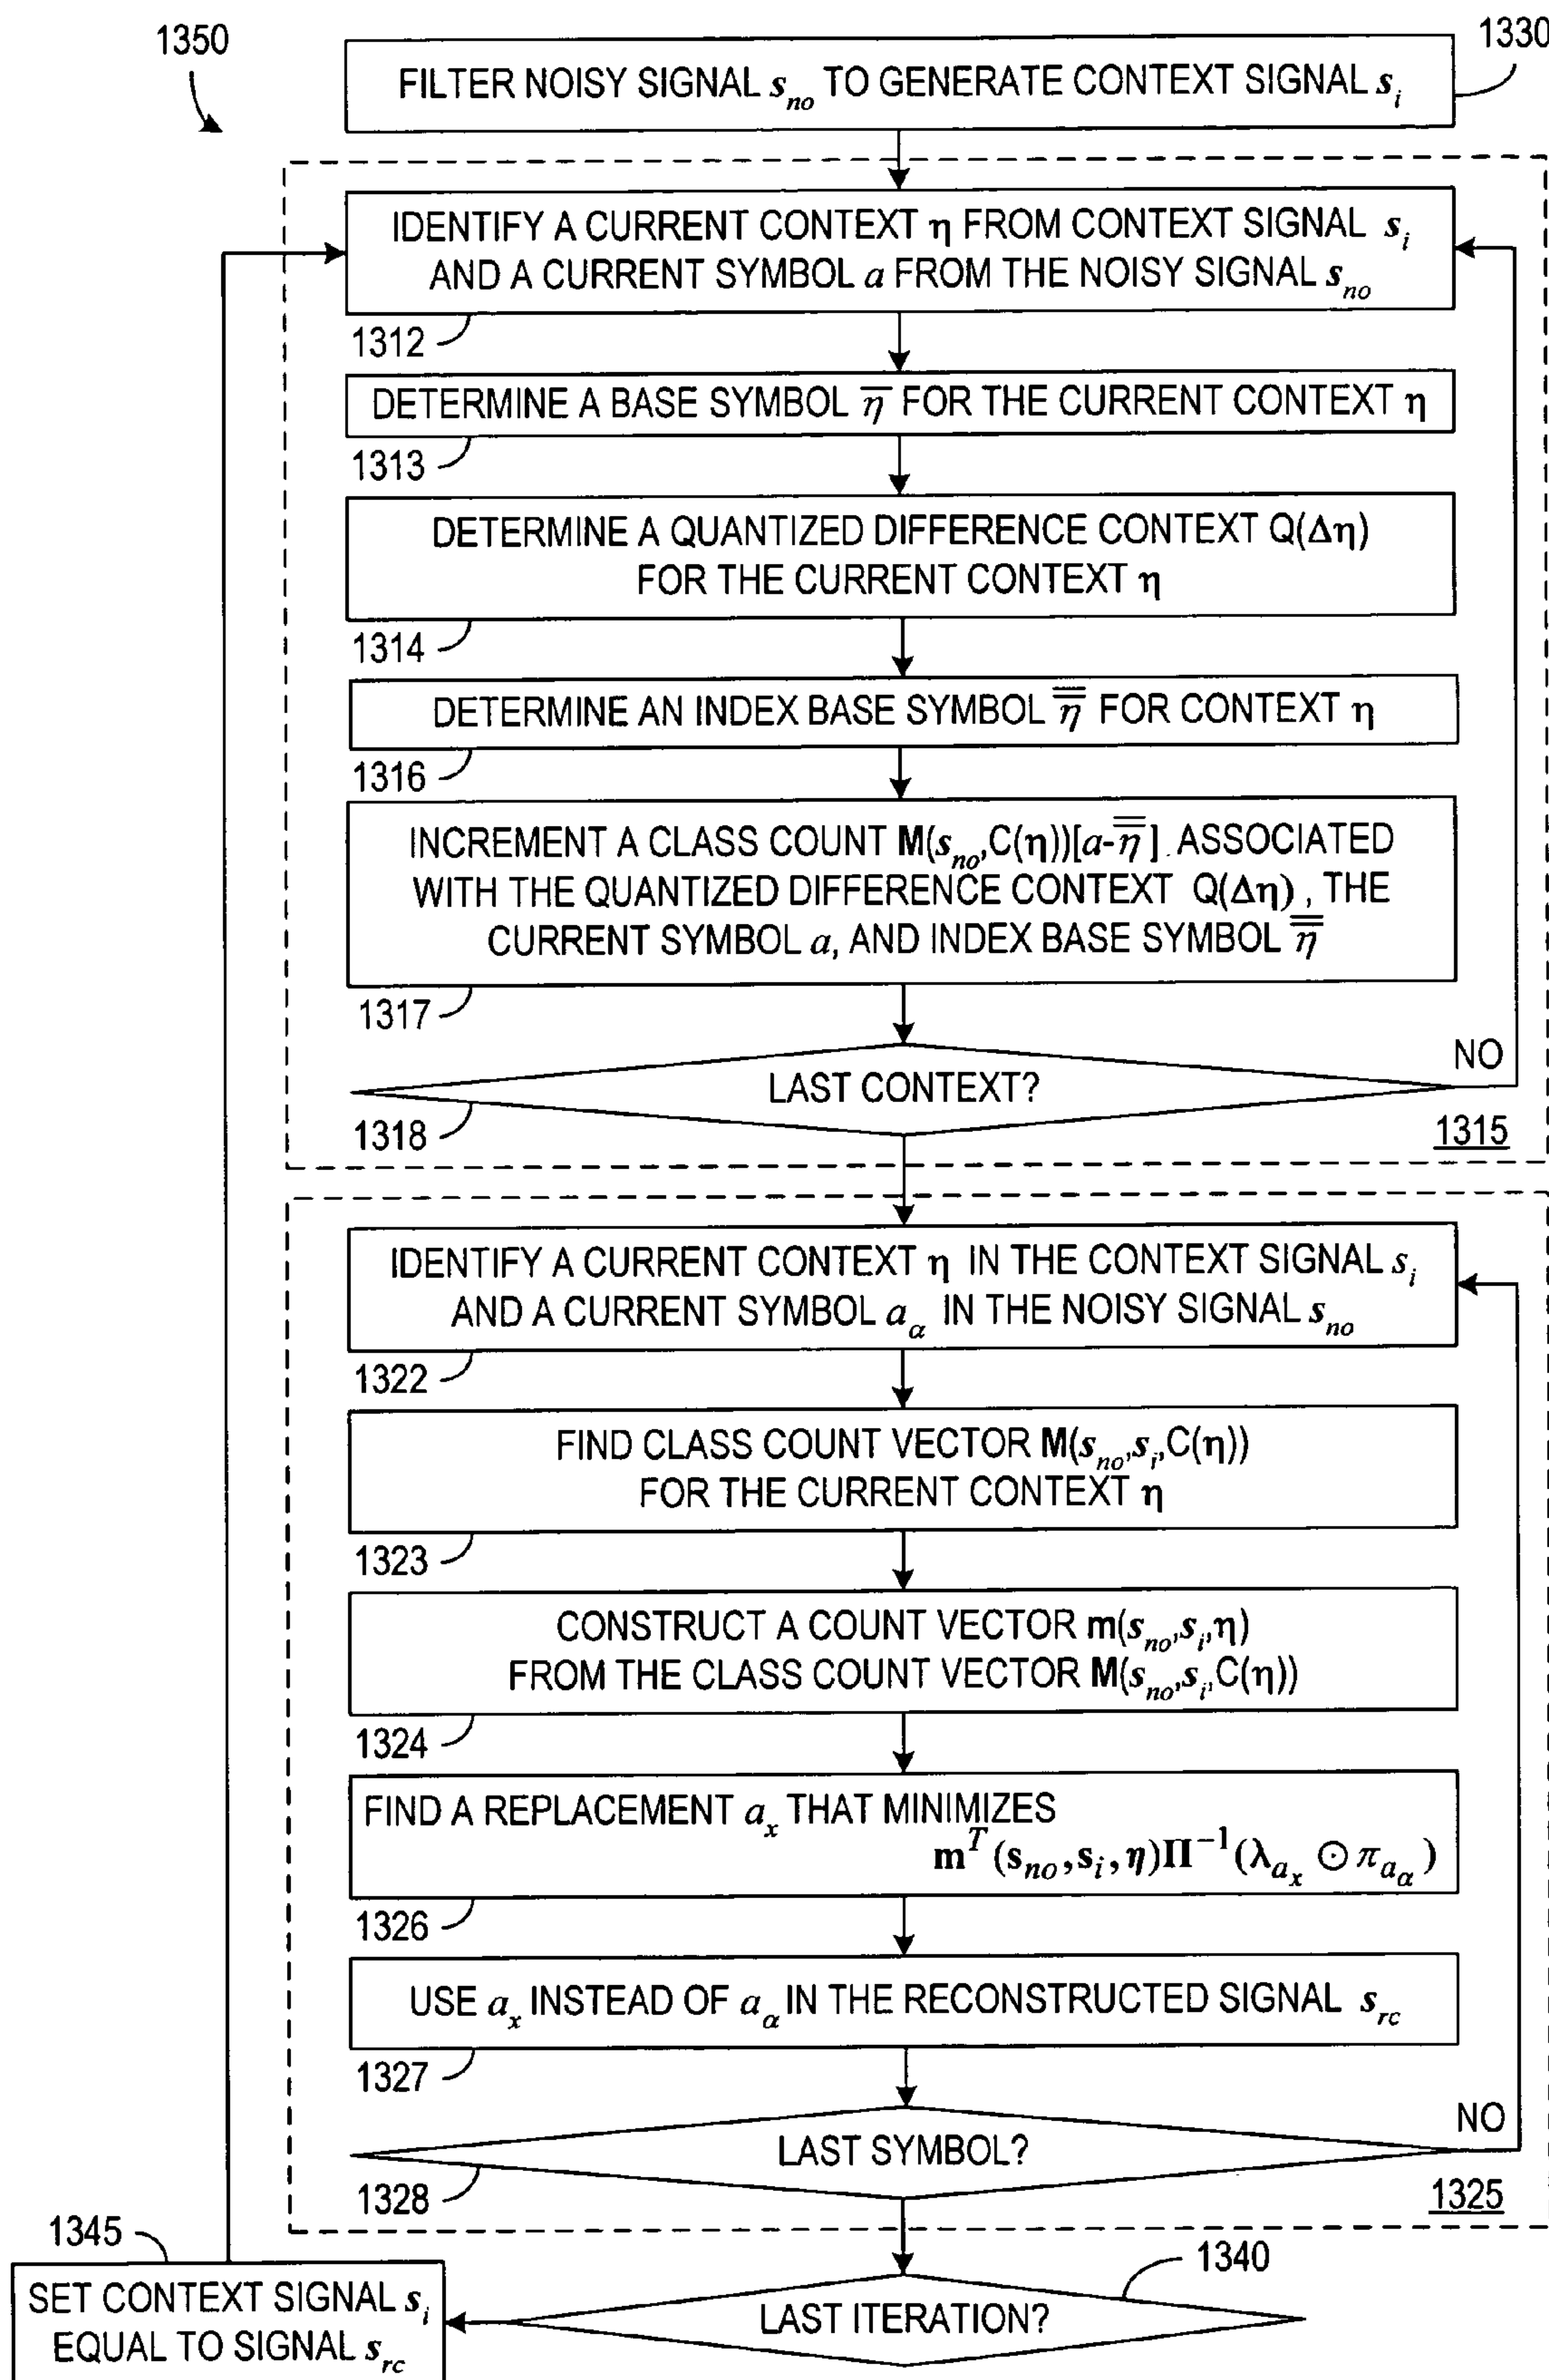 1350
1330
FILTER NOISY SIGNAL s_no TO GENERATE CONTEXT SIGNAL s_i
IDENTIFY A CURRENT CONTEXT η FROM CONTEXT SIGNAL s_i
AND A CURRENT SYMBOL a FROM THE NOISY SIGNAL s_no
1312
DETERMINE A BASE SYMBOL η̅ FOR THE CURRENT CONTEXT η
1313
DETERMINE A QUANTIZED DIFFERENCE CONTEXT Q(Δη)
FOR THE CURRENT CONTEXT η
1314
DETERMINE AN INDEX BASE SYMBOL η̿ FOR CONTEXT η
1316
INCREMENT A CLASS COUNT M(s_no,C(η))[a-η̿] ASSOCIATED
WITH THE QUANTIZED DIFFERENCE CONTEXT Q(Δη), THE
CURRENT SYMBOL a, AND INDEX BASE SYMBOL η̿
1317
NO
LAST CONTEXT?
1318
1315
IDENTIFY A CURRENT CONTEXT η IN THE CONTEXT SIGNAL s_i
AND A CURRENT SYMBOL a_α IN THE NOISY SIGNAL s_no
1322
FIND CLASS COUNT VECTOR M(s_no,s_i,C(η))
FOR THE CURRENT CONTEXT η
1323
CONSTRUCT A COUNT VECTOR m(s_no,s_i,η)
FROM THE CLASS COUNT VECTOR M(s_no,s_i,C(η))
1324
FIND A REPLACEMENT a_x THAT MINIMIZES
m^T(s_no,s_i,η)Π^−1(λ_a_x ⊙ π_a_α)
1326
USE a_x INSTEAD OF a_α IN THE RECONSTRUCTED SIGNAL s_rc
1327
NO
LAST SYMBOL?
1328
1325
1345
1340
SET CONTEXT SIGNAL s_i
EQUAL TO SIGNAL s_rc
LAST ITERATION?